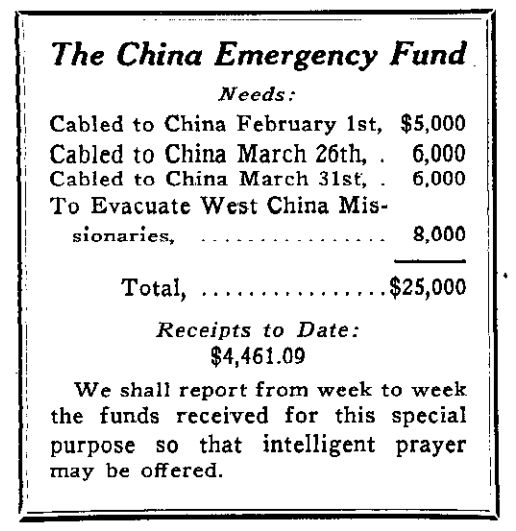 The China Emergency Fund
Needs:
Cabled to China February 1st, $5,000
Cabled to China March 26th, . 6,000
Cabled to China March 31st, . 6,000
To Evacuate West China Mis-
sionaries, ................ 8,000
Total, ................$25,000
Receipts to Date:
$4,461.09
We shall report from week to week
the funds received for this special
purpose so that intelligent prayer
may be offered.